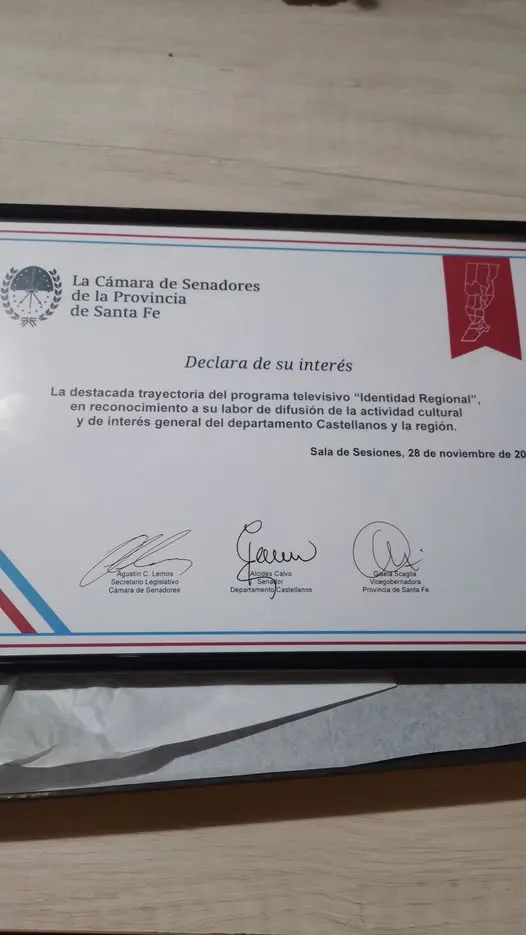 La Cámara de Senadores
de la Provincia
de Santa Fe
Declara de su interés
La destacada trayectoria del programa televisivo “Identidad Regional”,
en reconocimiento a su labor de difusión de la actividad cultural
y de interés general del departamento Castellanos y la región.
Sala de Sesiones, 28 de noviembre de 20
Agustín C. Lemos
Secretario Legislativo
Cámara de Senadores
Alcides Calvo
Senador
Departamento Castellanos
Gisela Scaglia
Vicegobernadora
Provincia de Santa Fe